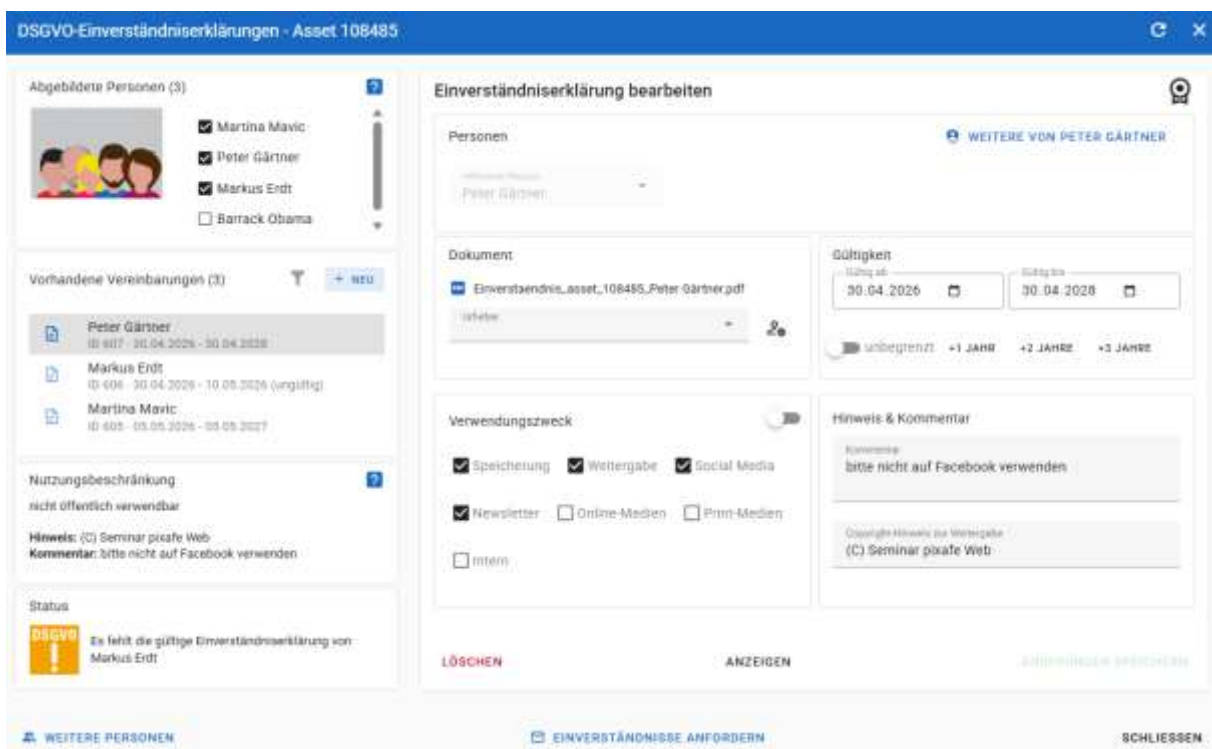 DSGVO-Einverständniserklärungen - Asset 108485
Abgebildete Personen (3)
Martina Mavic
Peter Gärtner
Markus Erdt
Barrack Obama
Vorhandene Vereinbarungen (3)
+ NEU
Peter Gärtner
ID 607 - 30.04.2026 - 30.04.2028
Markus Erdt
ID 606 - 30.04.2026 - 10.05.2026 (ungültig)
Martina Mavic
ID 605 - 05.05.2026 - 05.05.2027
Nutzungsbeschränkung
nicht öffentlich verwendbar
Hinweis: (C) Seminar pixafe Web
Kommentar: bitte nicht auf Facebook verwenden
Status
DSGVO
Es fehlt die gültige Einverständniserklärung von
Markus Erdt
Einverständniserklärung bearbeiten
Personen
WEITERE VON PETER GÄRTNER
Peter Gärtner
Dokument
Einverstaendnis_asset_108485_Peter Gärtner.pdf
Urheber
Gültigkeit
Gültig ab
30.04.2026
Gültig bis
30.04.2028
unbegrenzt +1 JAHR +2 JAHRE +3 JAHRE
Verwendungszweck
Speicherung Weitergabe Social Media
Newsletter Online-Medien Print-Medien
Intern
Hinweis & Kommentar
Kommentar
bitte nicht auf Facebook verwenden
Copyright-Hinweis zur Weitergabe
(C) Seminar pixafe Web
LÖSCHEN
ANZEIGEN
ÄNDERUNGEN SPEICHERN
WEITERE PERSONEN
EINVERSTÄNDNISSE ANFORDERN
SCHLIESSEN